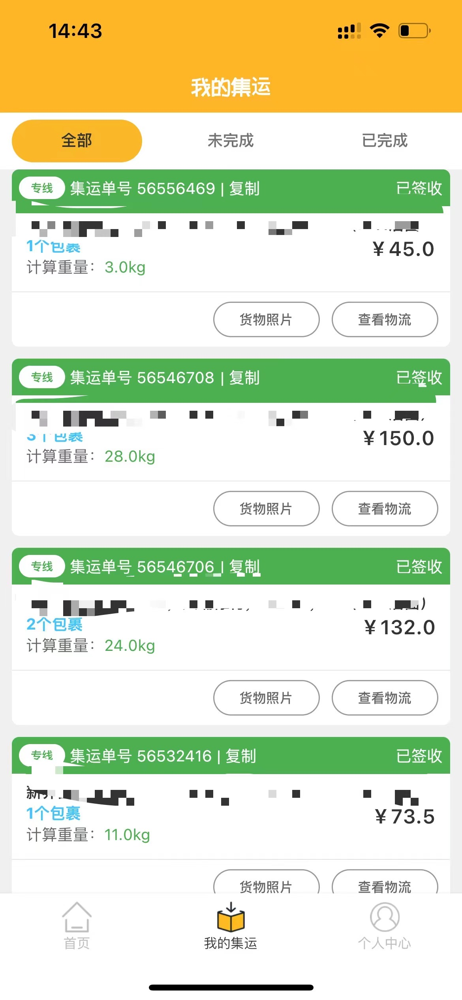 14:43
我的集运
全部
未完成
已完成
专线 集运单号 56556469 | 复制 已签收
1个包裹
¥ 45.0
计算重量： 3.0kg
货物照片 查看物流
专线 集运单号 56546708 | 复制 已签收
3个包裹
¥ 150.0
计算重量： 28.0kg
货物照片 查看物流
专线 集运单号 56546706 | 复制 已签收
2个包裹
¥ 132.0
计算重量： 24.0kg
货物照片 查看物流
专线 集运单号 56532416 | 复制 已签收
1个包裹
¥ 73.5
计算重量： 11.0kg
货物照片 查看物流
首页
我的集运
个人中心